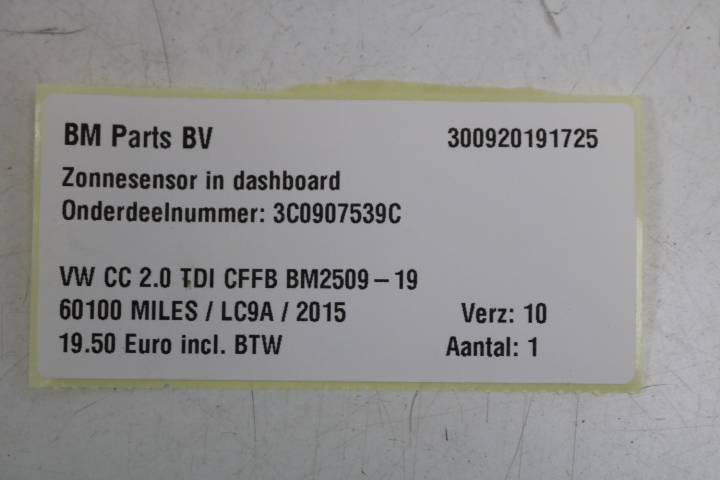 BM Parts BV 300920191725
Zonnesensor in dashboard
Onderdeelnummer: 3C0907539C
VW CC 2.0 TDI CFFB BM2509-19
60100 MILES / LC9A / 2015 Verz: 10
19.50 Euro incl. BTW Aantal: 1